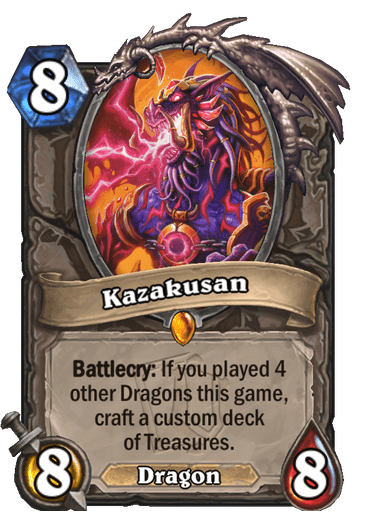 8
Kazakusan
Battlecry: If you played 4
other Dragons this game,
craft a custom deck
of Treasures.
8
Dragon
8